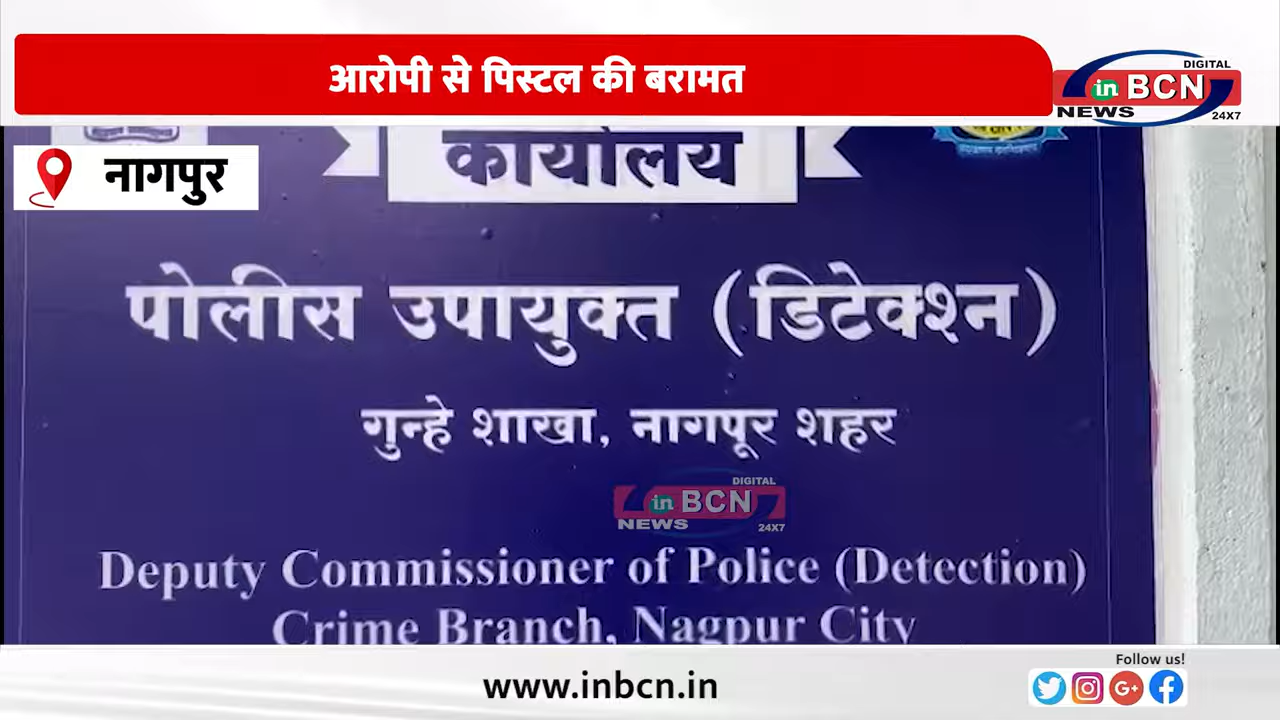 आरोपी से पिस्टल की बरामत
DIGITAL
in BCN
NEWS 24X7
नागपुर
कार्यालय
पोलीस उपायुक्त (डिटेक्श्न)
गुन्हे शाखा, नागपूर शहर
DIGITAL
in BCN
NEWS 24X7
Deputy Commissioner of Police (Detection)
Crime Branch, Nagpur City
Follow us!
www.inbcn.in